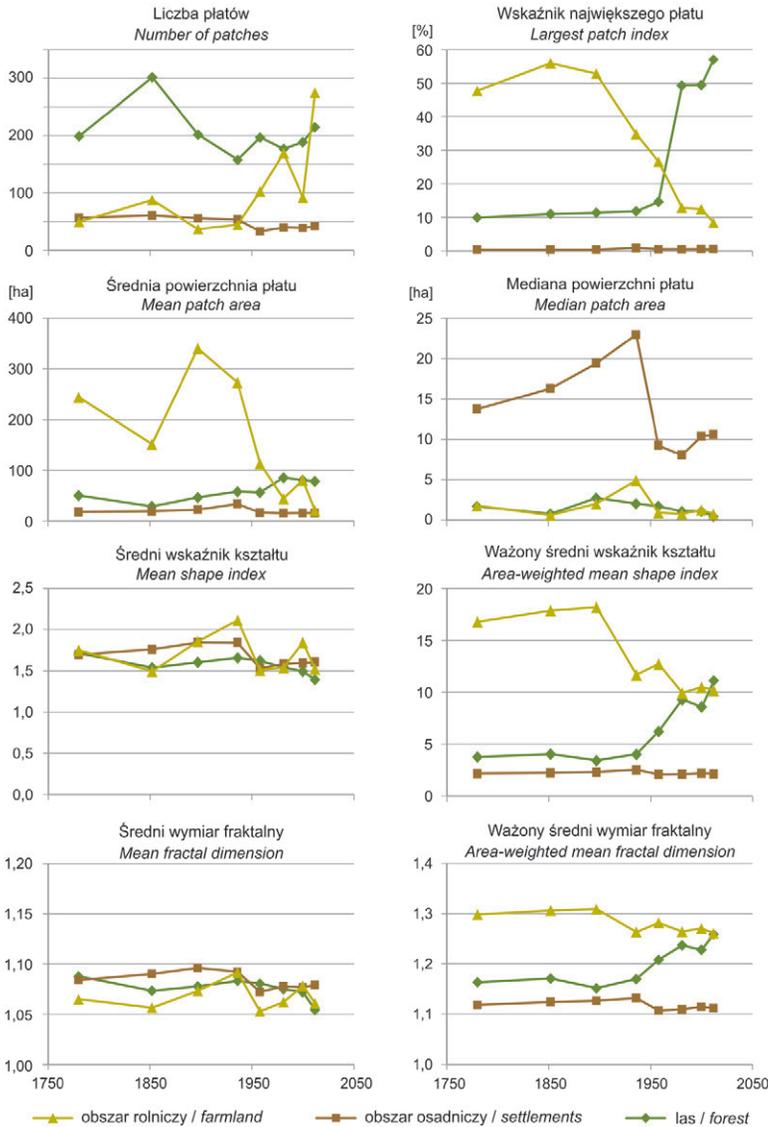 Liczba płatów
Number of patches
300
200
100
0
Wskaźnik największego płatu
Largest patch index
[%]
60
50
40
30
20
10
0
Średnia powierzchnia płatu
Mean patch area
[ha]
400
300
200
100
0
Mediana powierzchni płatu
Median patch area
[ha]
25
20
15
10
5
0
Średni wskaźnik kształtu
Mean shape index
2,5
2,0
1,5
1,0
0,5
0,0
Ważony średni wskaźnik kształtu
Area-weighted mean shape index
20
15
10
5
0
Średni wymiar fraktalny
Mean fractal dimension
1,20
1,15
1,10
1,05
1,00
1750 1850 1950 2050
Ważony średni wymiar fraktalny
Area-weighted mean fractal dimension
1,4
1,3
1,2
1,1
1,0
1750 1850 1950 2050
obszar rolniczy / farmland obszar osadniczy / settlements las / forest